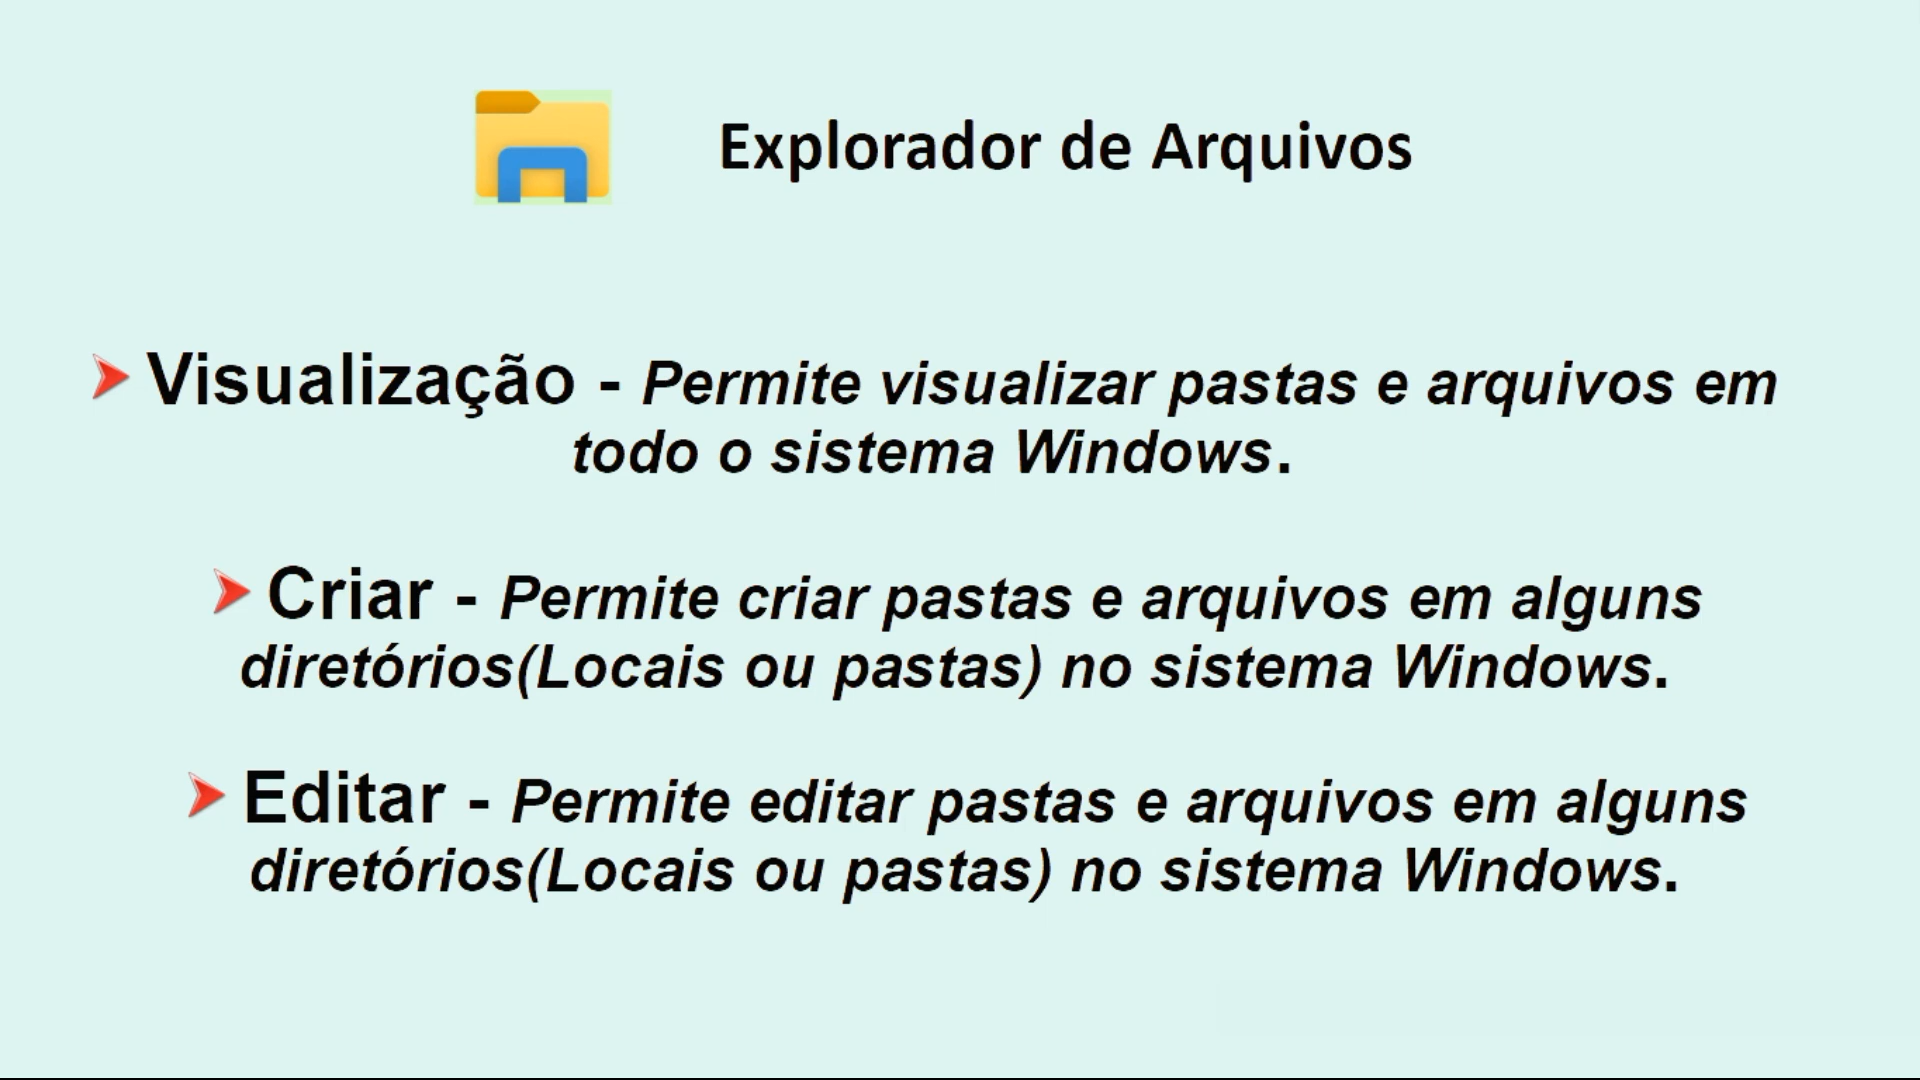 Explorador de Arquivos
Visualização - Permite visualizar pastas e arquivos em
todo o sistema Windows.
Criar - Permite criar pastas e arquivos em alguns
diretórios(Locais ou pastas) no sistema Windows.
Editar - Permite editar pastas e arquivos em alguns
diretórios(Locais ou pastas) no sistema Windows.